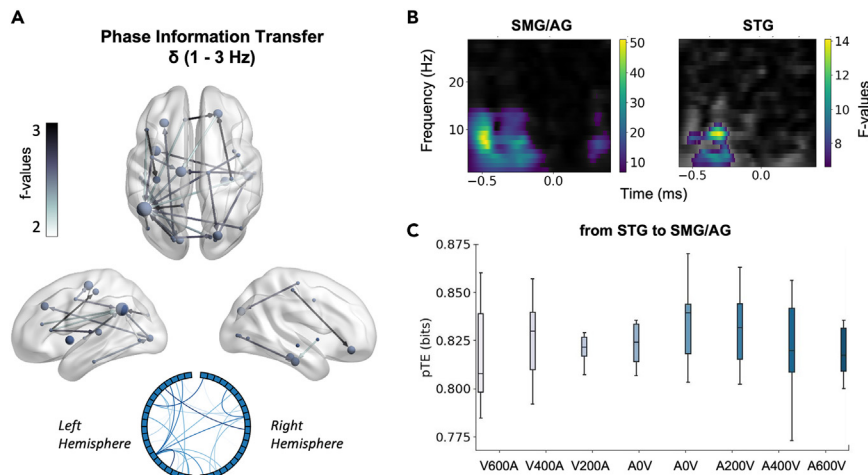 A
Phase Information Transfer
δ (1 - 3 Hz)
3
f-values
2
Left
Hemisphere
Right
Hemisphere
B
SMG/AG
STG
Frequency (Hz)
20
10
−0.5
0.0
50
40
30
20
10
−0.5
0.0
14
12
10
8
F-values
Time (ms)
C
from STG to SMG/AG
pTE (bits)
0.875
0.850
0.825
0.800
0.775
V600A V400A V200A A0V A0V A200V A400V A600V